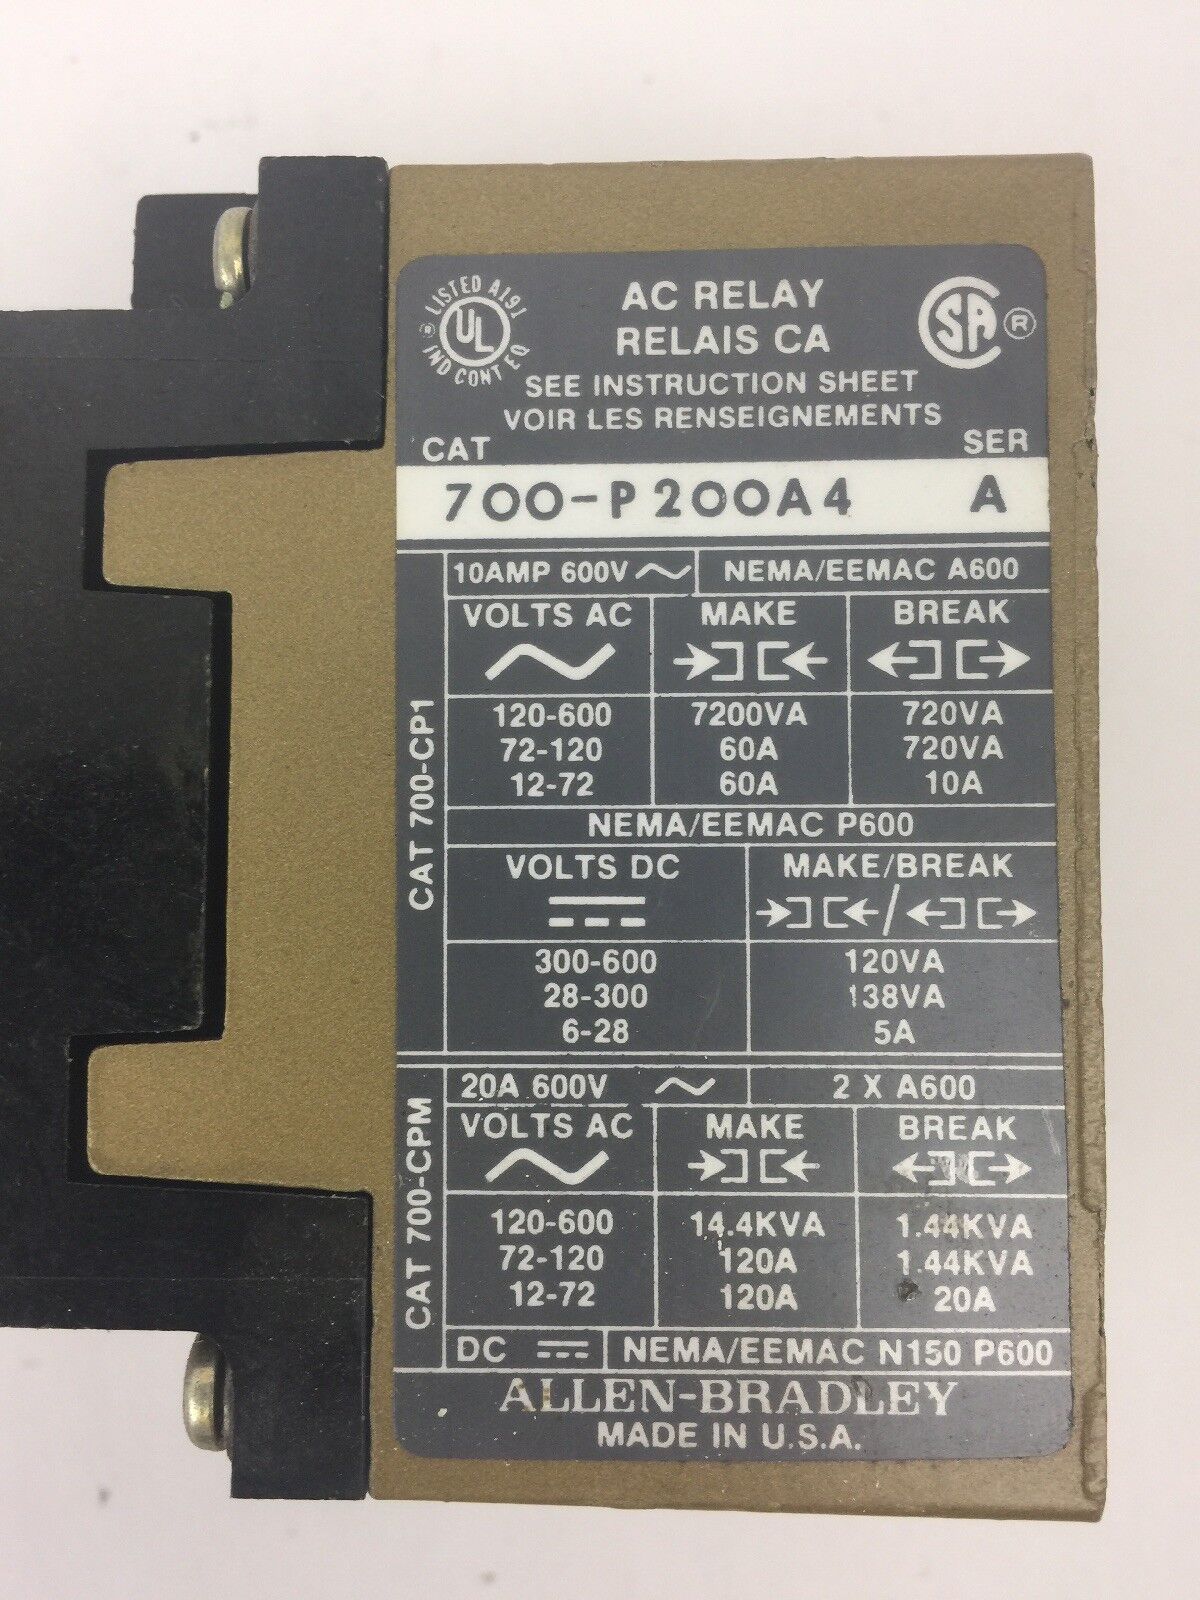 LISTED A191
UL ®
IND CONT EQ
AC RELAY
RELAIS CA
SA ®
SEE INSTRUCTION SHEET
VOIR LES RENSEIGNEMENTS
CAT SER
700-P200A4 A
CAT 700-CP1
10AMP 600V NEMA/EEMAC A600
VOLTS AC MAKE BREAK
120-600 7200VA 720VA
72-120 60A 720VA
12-72 60A 10A
NEMA/EEMAC P600
VOLTS DC MAKE/BREAK
300-600 120VA
28-300 138VA
6-28 5A
CAT 700-CPM
20A 600V 2 X A600
VOLTS AC MAKE BREAK
120-600 14.4KVA 1.44KVA
72-120 120A 1.44KVA
12-72 120A 20A
DC NEMA/EEMAC N150 P600
ALLEN-BRADLEY
MADE IN U.S.A.